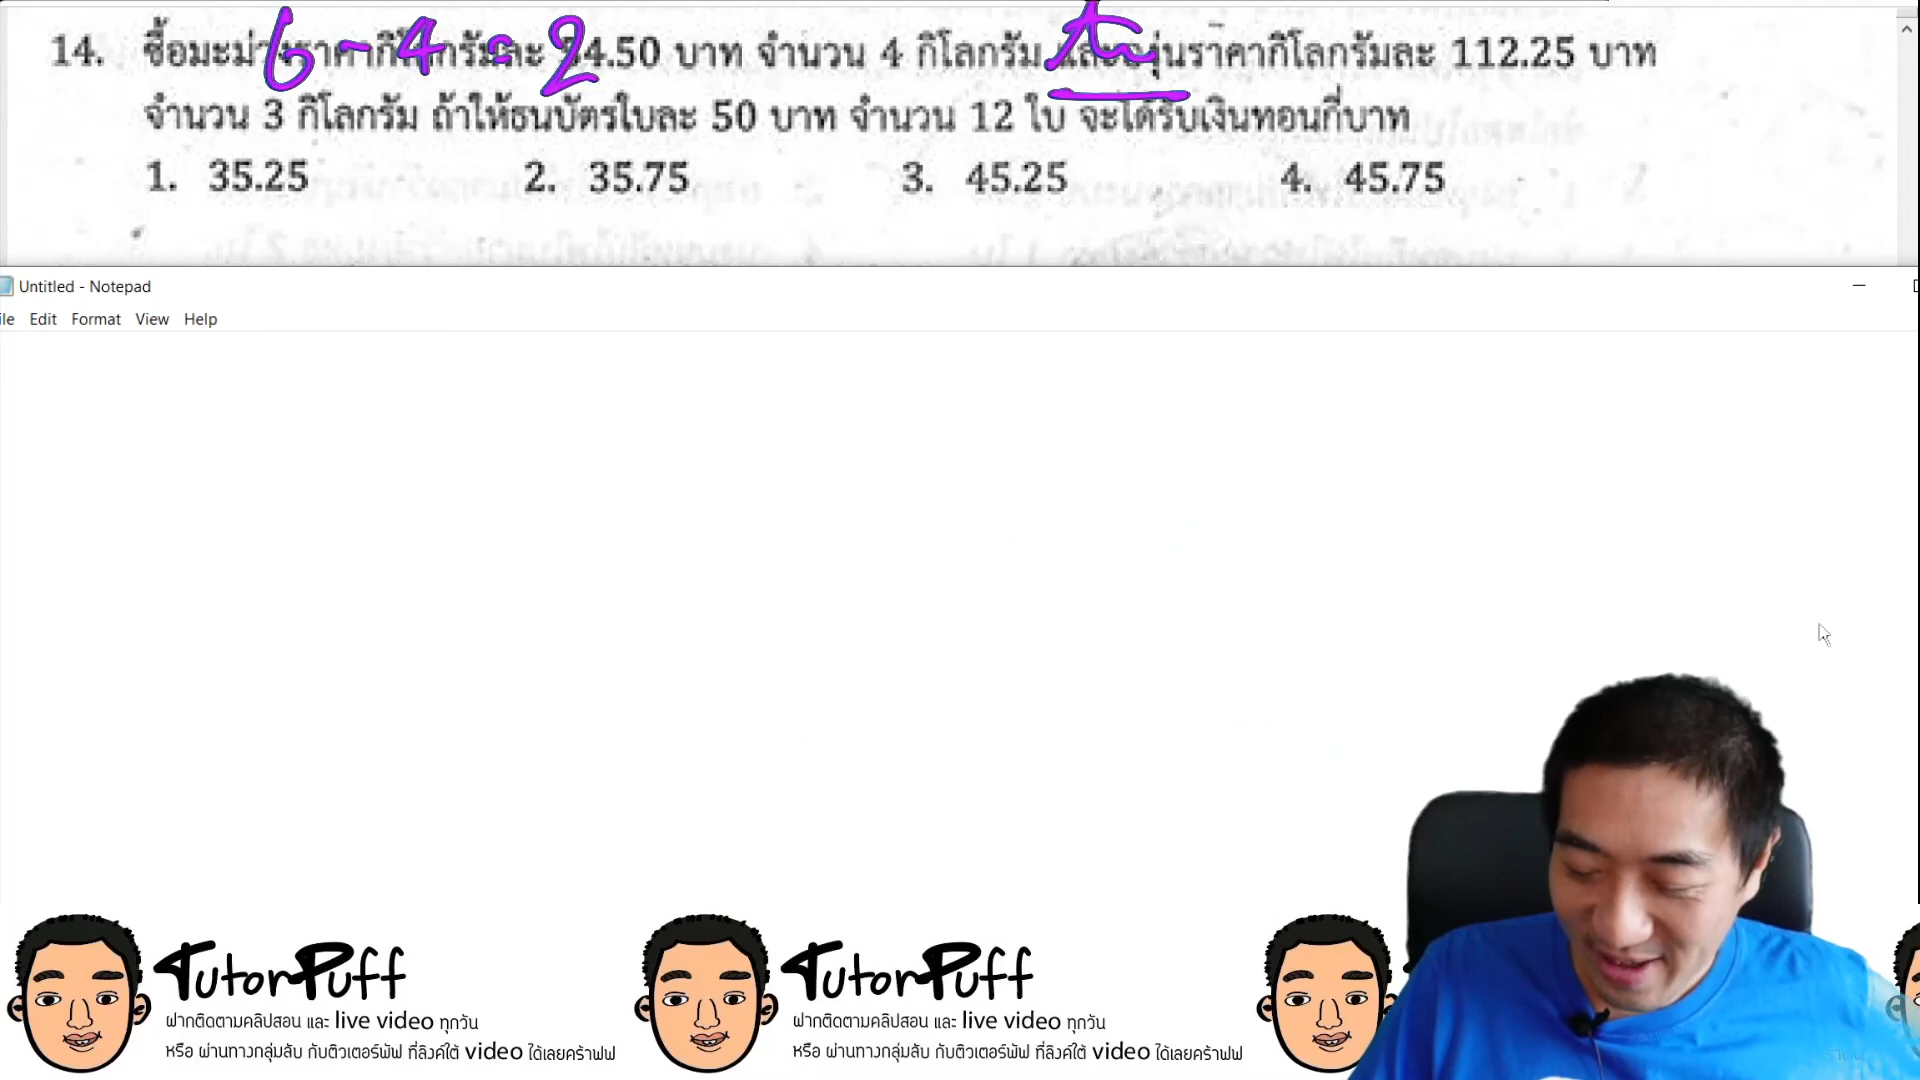 14. ซื้อมะม่วงราคากิโลกรัมละ 54.50 บาท จำนวน 4 กิโลกรัม และองุ่นราคากิโลกรัมละ 112.25 บาท
6 - 4 = 2
จำนวน 3 กิโลกรัม ถ้าให้ธนบัตรใบละ 50 บาท จำนวน 12 ใบ จะได้รับเงินทอนกี่บาท
1. 35.25 2. 35.75 3. 45.25 4. 45.75
Untitled - Notepad
ile Edit Format View Help
TutorPuff
ฝากติดตามคลิปสอน และ live video ทุกวัน
หรือ ผ่านทางกลุ่มลับ กับติวเตอร์พัฟ ที่ลิงค์ใต้ video ได้เลยคร้าฟฟ
TutorPuff
ฝากติดตามคลิปสอน และ live video ทุกวัน
หรือ ผ่านทางกลุ่มลับ กับติวเตอร์พัฟ ที่ลิงค์ใต้ video ได้เลยคร้าฟฟ